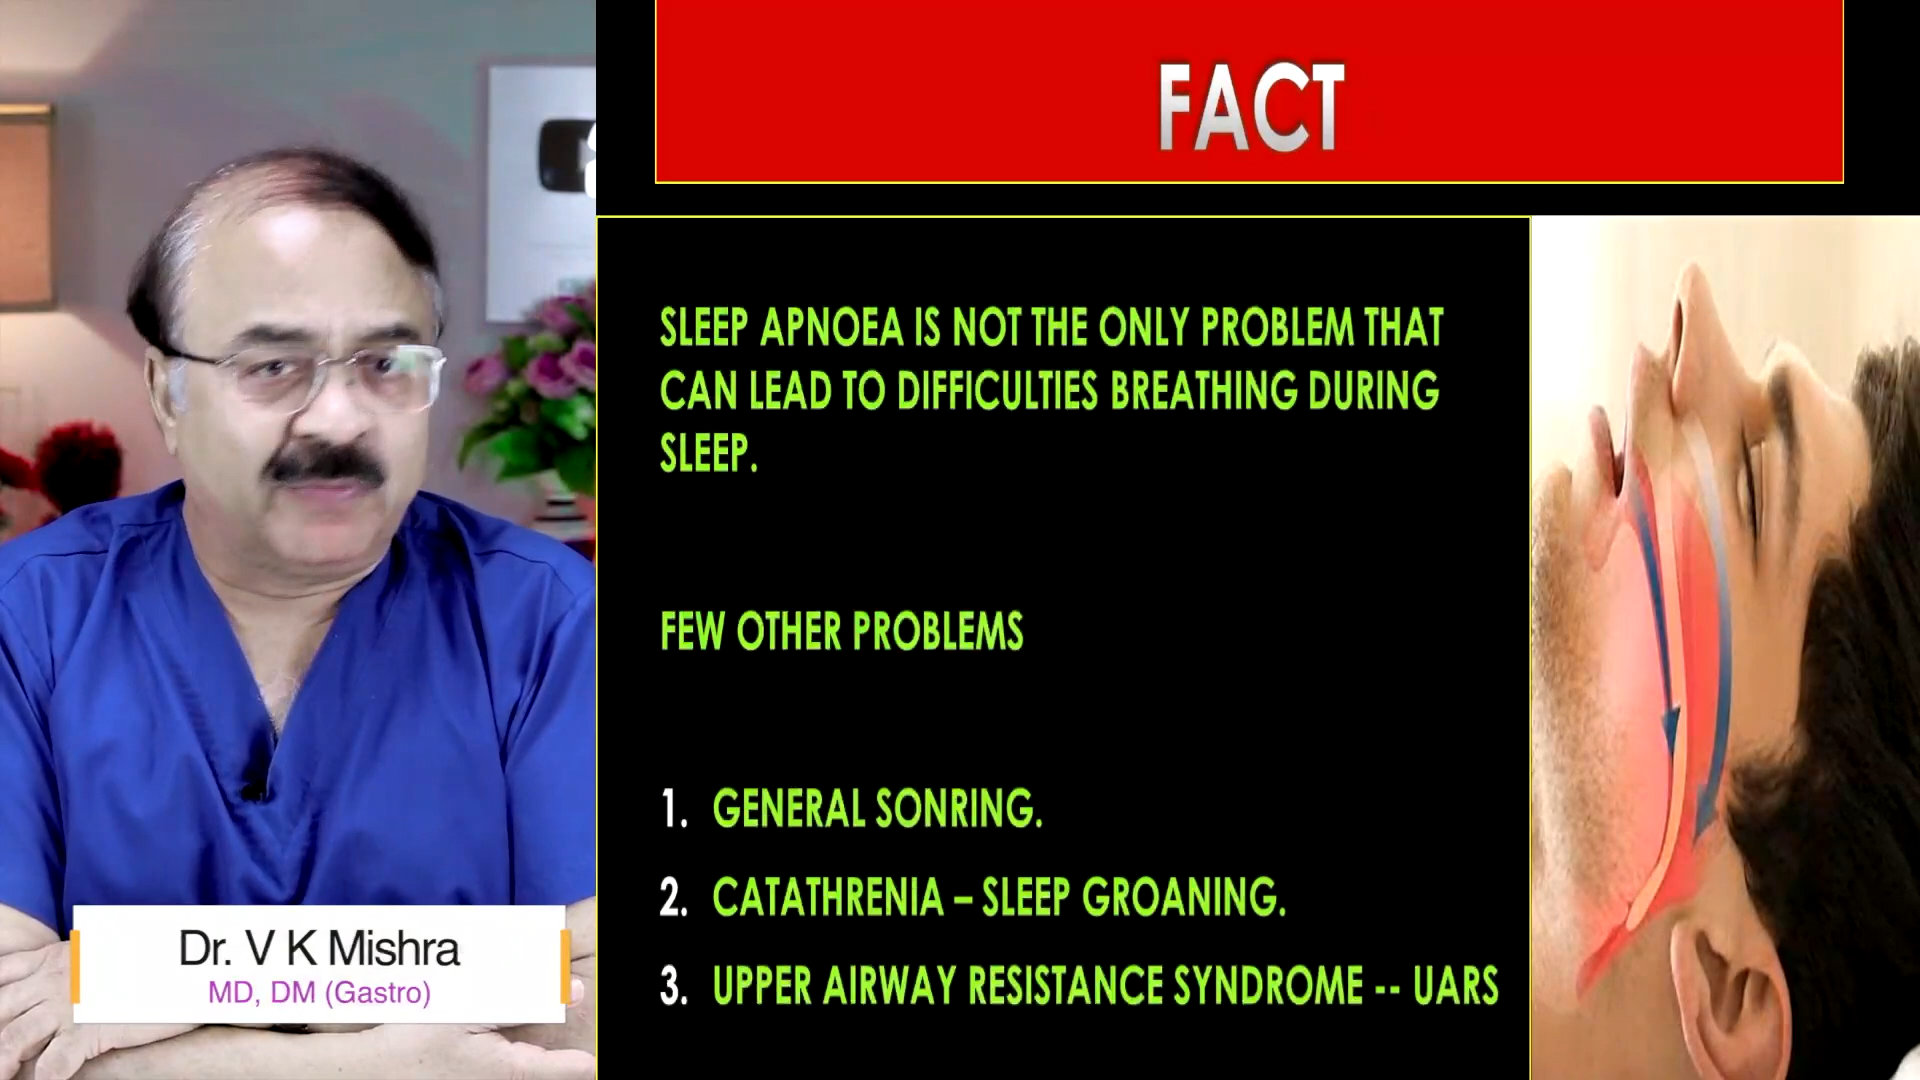 FACT
SLEEP APNOEA IS NOT THE ONLY PROBLEM THAT
CAN LEAD TO DIFFICULTIES BREATHING DURING
SLEEP.
FEW OTHER PROBLEMS
1. GENERAL SONRING.
2. CATATHRENIA – SLEEP GROANING.
3. UPPER AIRWAY RESISTANCE SYNDROME -- UARS
Dr. V K Mishra
MD, DM (Gastro)